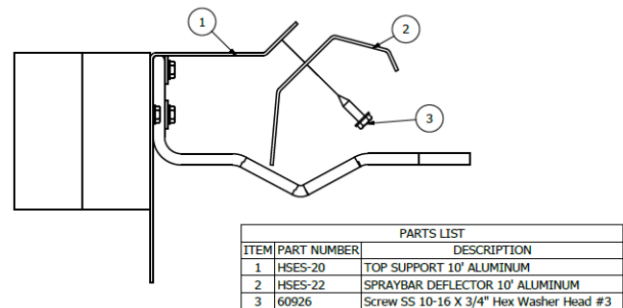 1
2
3
PARTS LIST
ITEM PART NUMBER DESCRIPTION
1 HSES-20 TOP SUPPORT 10' ALUMINUM
2 HSES-22 SPRAYBAR DEFLECTOR 10' ALUMINUM
3 60926 Screw SS 10-16 X 3/4" Hex Washer Head #3